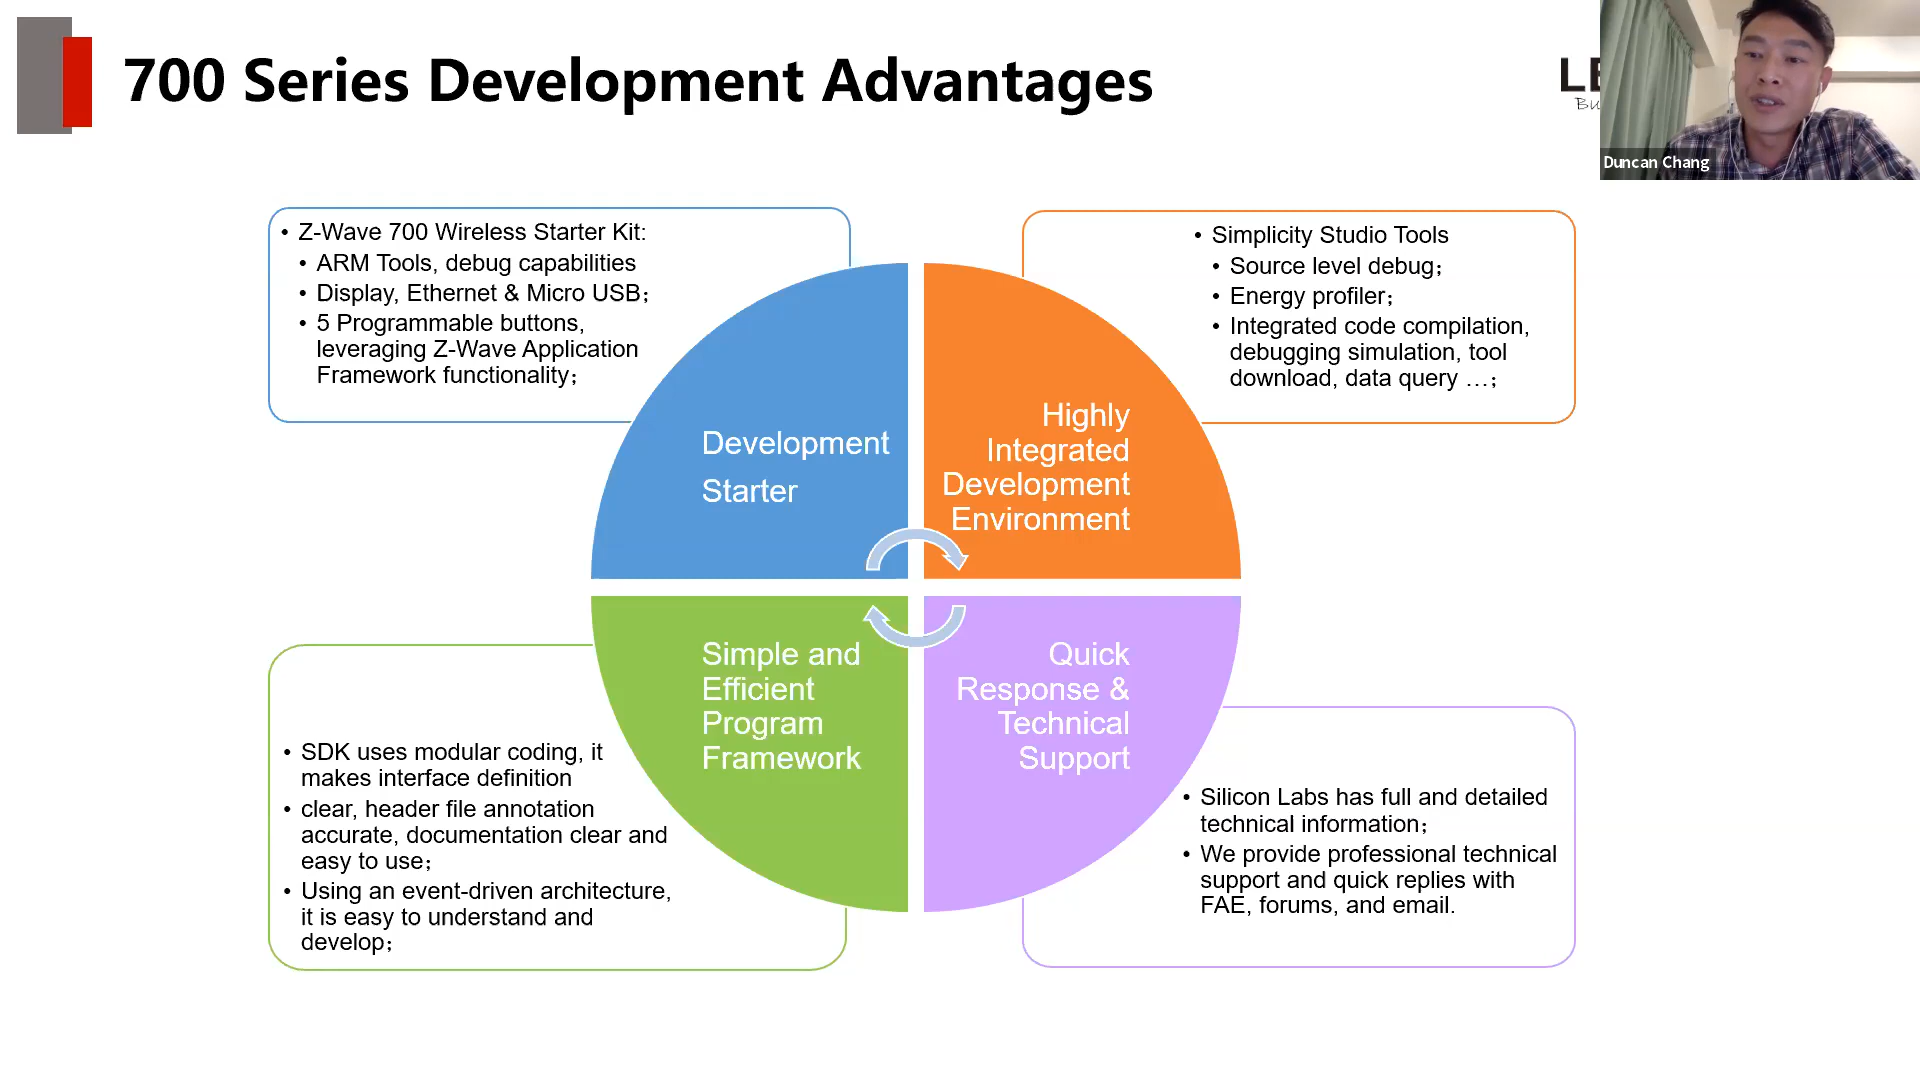 700 Series Development Advantages
Duncan Chang
• Z-Wave 700 Wireless Starter Kit:
• ARM Tools, debug capabilities
• Display, Ethernet & Micro USB；
• 5 Programmable buttons,
leveraging Z-Wave Application
Framework functionality；
• Simplicity Studio Tools
• Source level debug；
• Energy profiler；
• Integrated code compilation,
debugging simulation, tool
download, data query …；
Development
Starter
Highly
Integrated
Development
Environment
Simple and
Efficient
Program
Framework
Quick
Response &
Technical
Support
• SDK uses modular coding, it
makes interface definition
• clear, header file annotation
accurate, documentation clear and
easy to use；
• Using an event-driven architecture,
it is easy to understand and
develop；
• Silicon Labs has full and detailed
technical information；
• We provide professional technical
support and quick replies with
FAE, forums, and email.